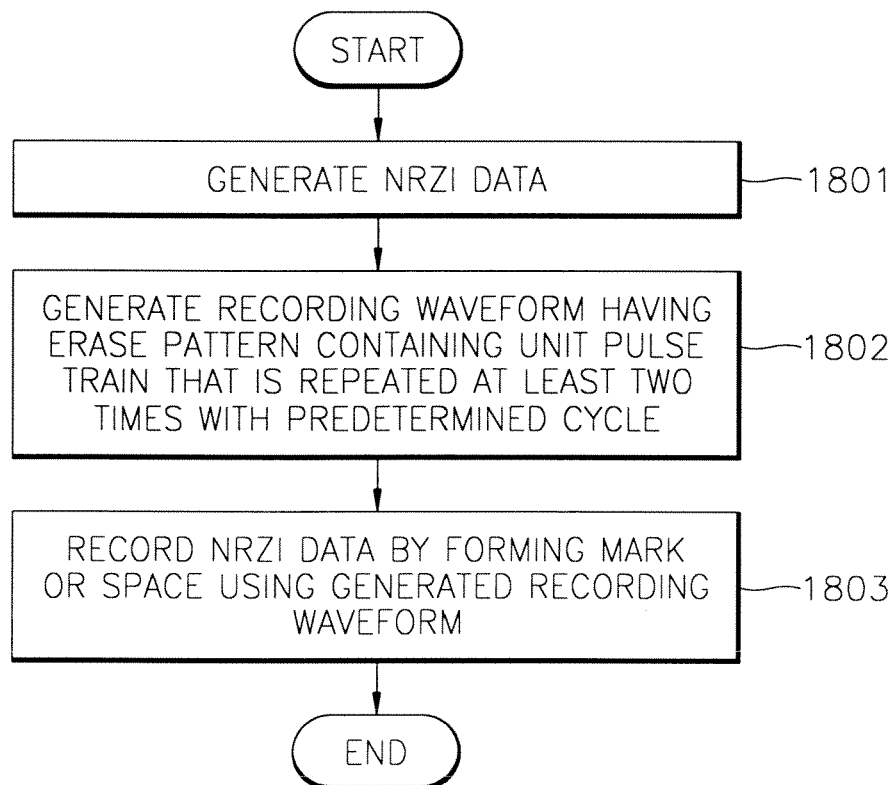 START
GENERATE NRZI DATA
1801
GENERATE RECORDING WAVEFORM HAVING
ERASE PATTERN CONTAINING UNIT PULSE
TRAIN THAT IS REPEATED AT LEAST TWO
TIMES WITH PREDETERMINED CYCLE
1802
RECORD NRZI DATA BY FORMING MARK
OR SPACE USING GENERATED RECORDING
WAVEFORM
1803
END